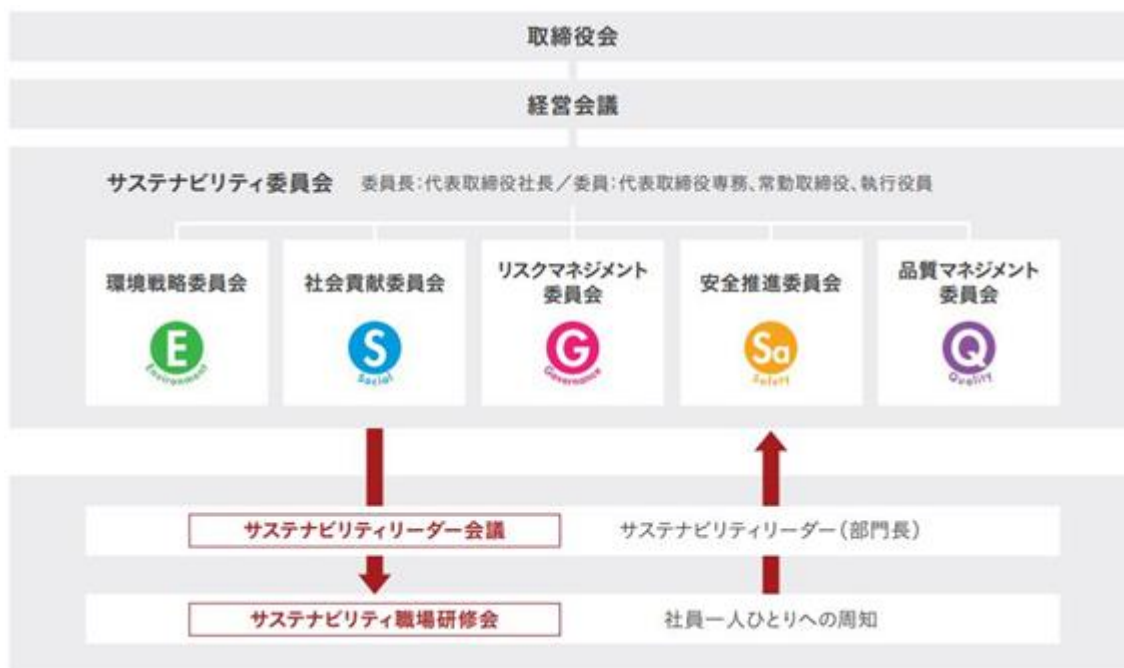 取締役会
経営会議
サステナビリティ委員会 委員長:代表取締役社長/委員:代表取締役専務、常勤取締役、執行役員
環境戦略委員会
E
Environment
社会貢献委員会
S
Social
リスクマネジメント
委員会
G
Governance
安全推進委員会
Sa
Safety
品質マネジメント
委員会
Q
Quality
サステナビリティリーダー会議
サステナビリティリーダー(部門長)
サステナビリティ職場研修会
社員一人ひとりへの周知